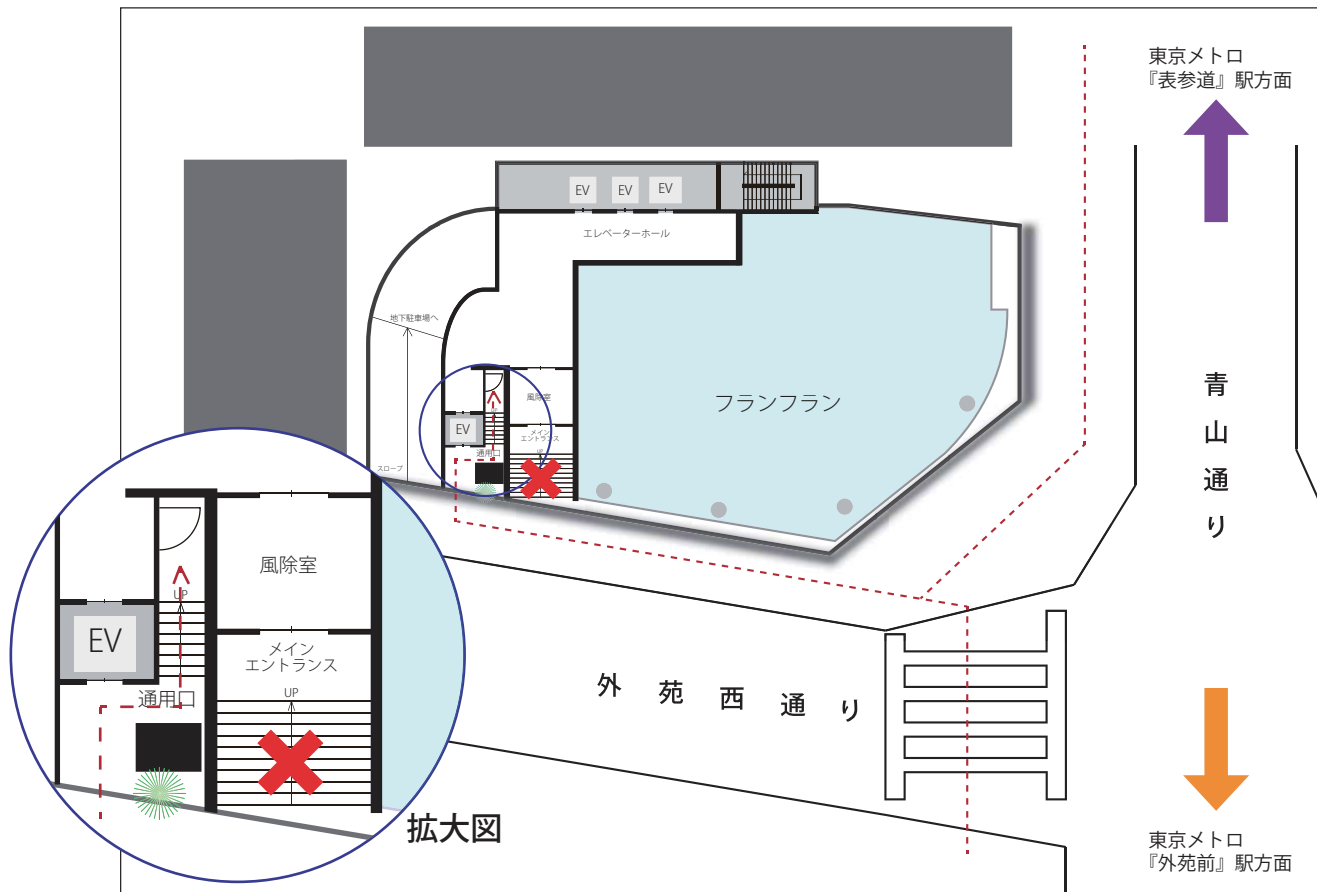 東京メトロ
『表参道』駅方面
EV
EV
EV
エレベーターホール
地下駐車場へ
風除室
フランフラン
青山通り
EV
UP
メイン
エントランス
通用口
UP
スロープ
風除室
UP
EV
メイン
エントランス
通用口
UP
外苑西通り
拡大図
東京メトロ
『外苑前』駅方面